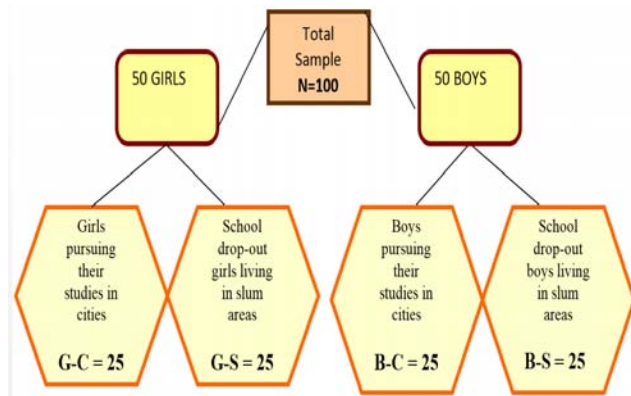 Total
Sample
N=100
50 GIRLS
50 BOYS
Girls
pursuing
their
studies in
cities
G-C = 25
School
drop-out
girls living
in slum
areas
G-S = 25
Boys
pursuing
their
studies in
cities
B-C = 25
School
drop-out
boys living
in slum
areas
B-S = 25